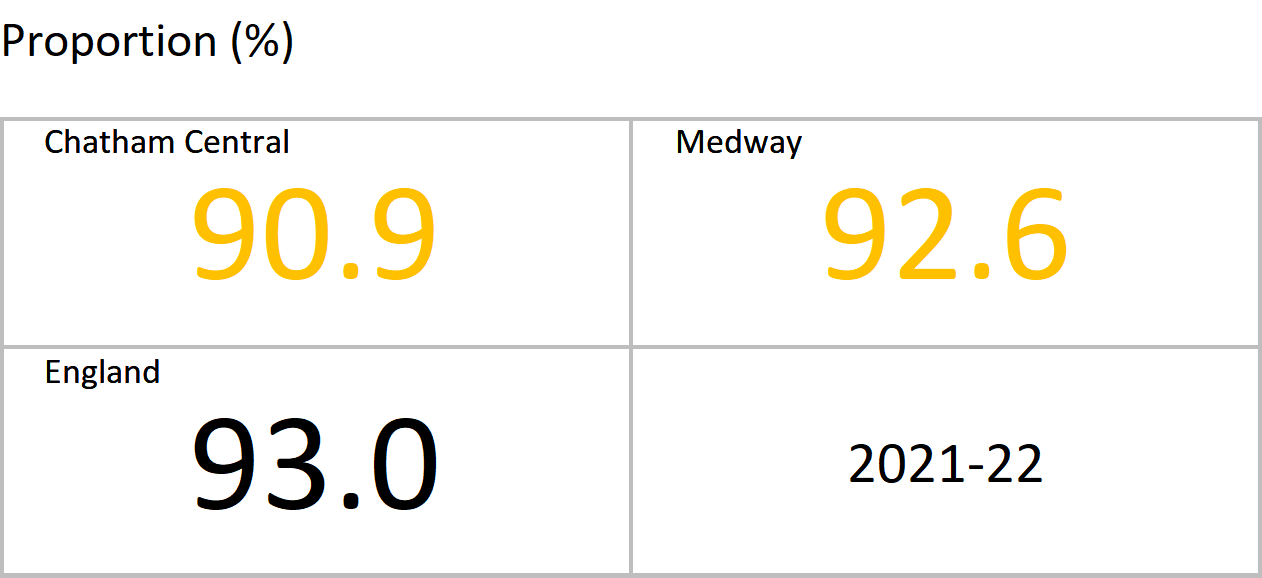 Proportion (%)
Chatham Central
90.9
Medway
92.6
England
93.0
2021-22